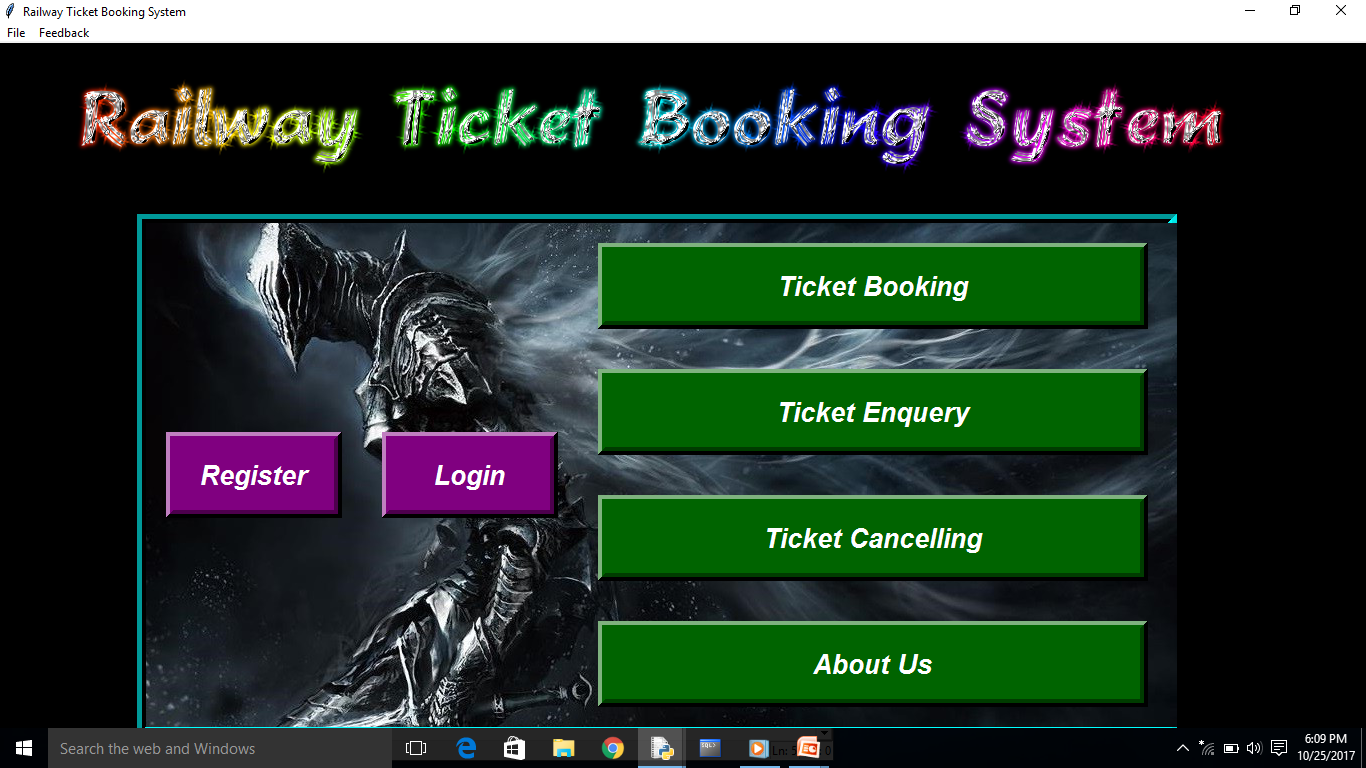 Railway Ticket Booking System
File Feedback
Railway Ticket Booking System
Ticket Booking
Ticket Enquery
Register Login
Ticket Cancelling
About Us
Search the web and Windows
6:09 PM
10/25/2017